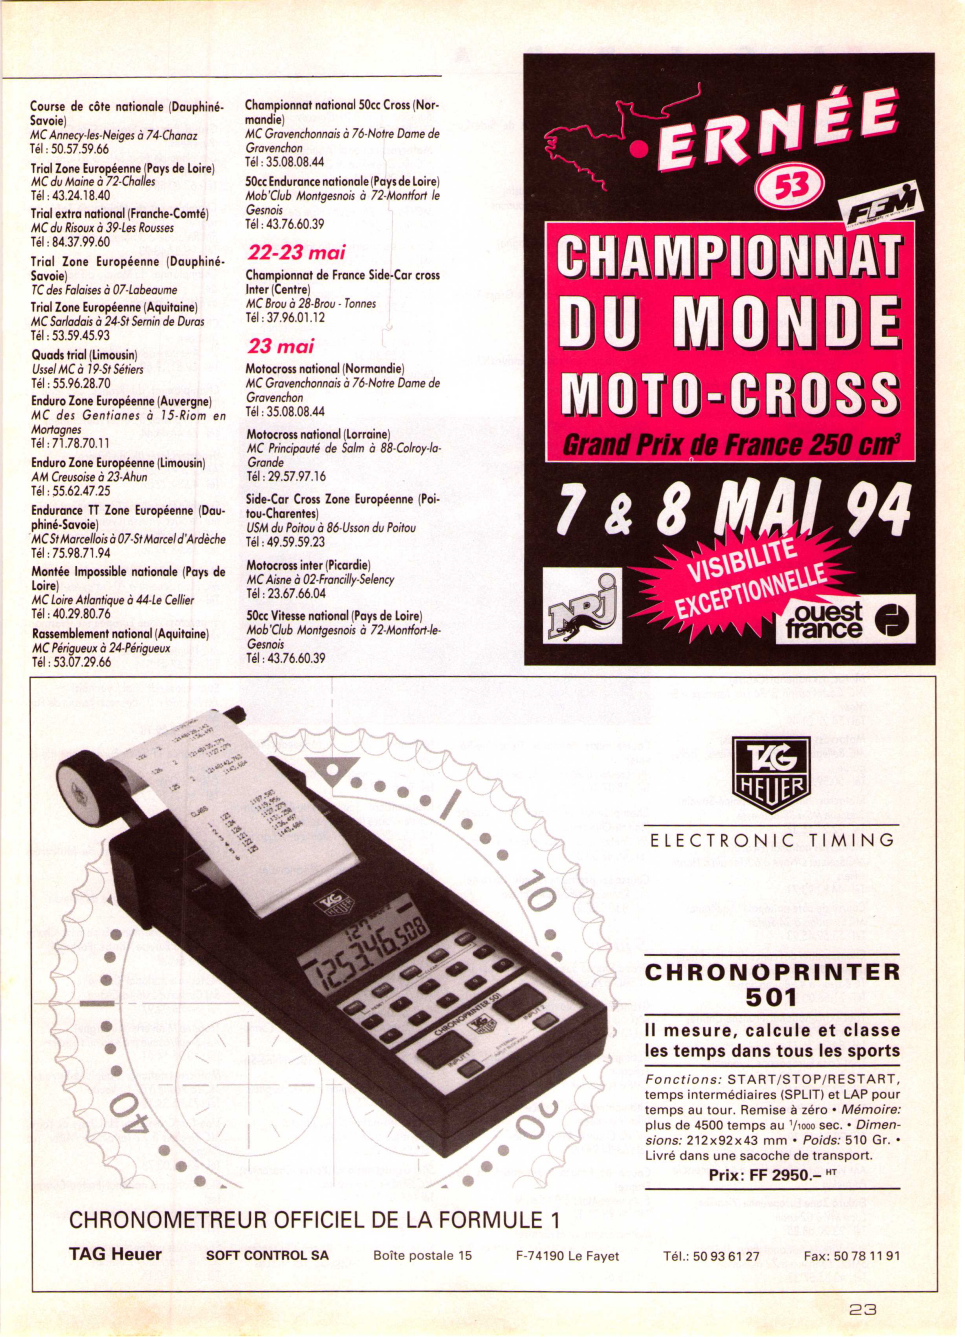 Course de côte nationale (Dauphiné-
Savoie)
MC Annecy-les-Neiges à 74-Chanaz
Tél : 50.57.59.66
Trial Zone Européenne (Pays de Loire)
MC du Maine à 72-Challes
Tél : 43.24.18.40
Trial extra national (Franche-Comté)
MC du Risoux à 39-Les Rousses
Tél : 84.37.99.60
Trial Zone Européenne (Dauphiné-
Savoie)
TC des Falaises à 07-Labeaume
Trial Zone Européenne (Aquitaine)
MC Sarladais à 24-St Sernin de Duras
Tél : 53.59.45.93
Quads trial (Limousin)
Ussel MC à 19-St Sétiers
Tél : 55.96.28.70
Enduro Zone Européenne (Auvergne)
MC des Gentianes à 15-Riom en
Mortagnes
Tél : 71.78.70.11
Enduro Zone Européenne (Limousin)
AM Creusoise à 23-Ahun
Tél : 55.62.47.25
Endurance TT Zone Européenne (Dau-
phiné-Savoie)
MC St Marcellois à 07-St Marcel d'Ardèche
Tél : 75.98.71.94
Montée Impossible nationale (Pays de
Loire)
MC Loire Atlantique à 44-Le Cellier
Tél : 40.29.80.76
Rassemblement national (Aquitaine)
MC Périgueux à 24-Périgueux
Tél : 53.07.29.66
Championnat national 50cc Cross (Nor-
mandie)
MC Gravenchonnais à 76-Notre Dame de
Gravenchon
Tél : 35.08.08.44
50cc Endurance nationale (Pays de Loire)
Mob'Club Montgesnois à 72-Montfort le
Gesnois
Tél : 43.76.60.39
22-23 mai
Championnat de France Side-Car cross
Inter (Centre)
MC Brou à 28-Brou - Tonnes
Tél : 37.96.01.12
23 mai
Motocross national (Normandie)
MC Gravenchonnais à 76-Notre Dame de
Gravenchon
Tél : 35.08.08.44
Motocross national (Lorraine)
MC Principauté de Salm à 88-Colroy-la-
Grande
Tél : 29.57.97.16
Side-Car Cross Zone Européenne (Poi-
tou-Charentes)
USM du Poitou à 86-Usson du Poitou
Tél : 49.59.59.23
Motocross inter (Picardie)
MC Aisne à 02-Francilly-Selency
Tél : 23.67.66.04
50cc Vitesse national (Pays de Loire)
Mob'Club Montgesnois à 72-Montfort-le-
Gesnois
Tél : 43.76.60.39
ERNÉE
53
FFM
CHAMPIONNAT
DU MONDE
MOTO-CROSS
Grand Prix de France 250 cm³
7 & 8 MAI 94
VISIBILITÉ
EXCEPTIONNELLE
NRJ
ouest
france
CLASS
TAG
HEUER
127
12.53.46.508
CHRONOPRINTER 501
TAG
HEUER
INPUT 1
INPUT 2
10
20
40
TAG
HEUER
ELECTRONIC TIMING
CHRONOPRINTER
501
Il mesure, calcule et classe
les temps dans tous les sports
Fonctions: START/STOP/RESTART,
temps intermédiaires (SPLIT) et LAP pour
temps au tour. Remise à zéro • Mémoire:
plus de 4500 temps au 1/1000 sec. • Dimen-
sions: 212x92x43 mm • Poids: 510 Gr. •
Livré dans une sacoche de transport.
Prix: FF 2950.– HT
CHRONOMETREUR OFFICIEL DE LA FORMULE 1
TAG Heuer SOFT CONTROL SA Boîte postale 15 F-74190 Le Fayet Tél.: 50 93 61 27 Fax: 50 78 11 91
23